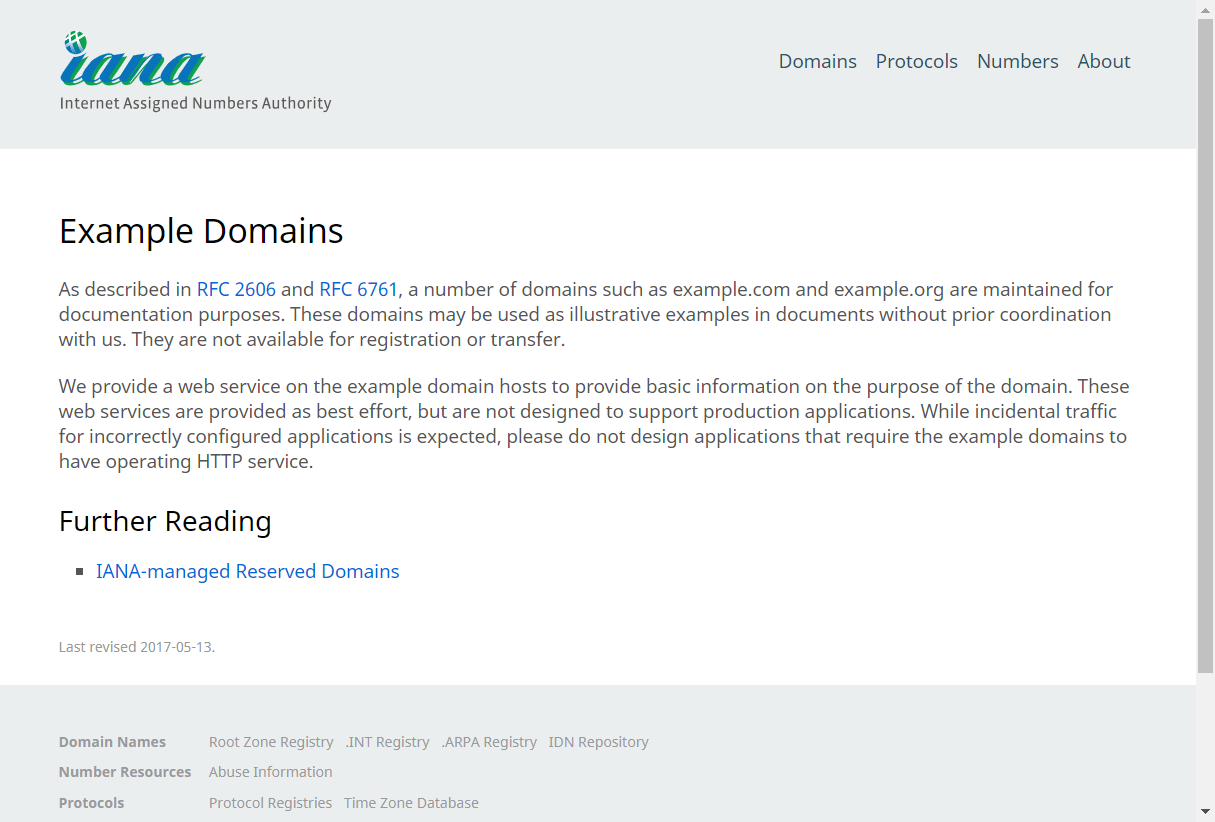 iana
Internet Assigned Numbers Authority
Domains Protocols Numbers About
Example Domains
As described in RFC 2606 and RFC 6761, a number of domains such as example.com and example.org are maintained for
documentation purposes. These domains may be used as illustrative examples in documents without prior coordination
with us. They are not available for registration or transfer.
We provide a web service on the example domain hosts to provide basic information on the purpose of the domain. These
web services are provided as best effort, but are not designed to support production applications. While incidental traffic
for incorrectly configured applications is expected, please do not design applications that require the example domains to
have operating HTTP service.
Further Reading
IANA-managed Reserved Domains
Last revised 2017-05-13.
Domain Names Root Zone Registry .INT Registry .ARPA Registry IDN Repository
Number Resources Abuse Information
Protocols Protocol Registries Time Zone Database